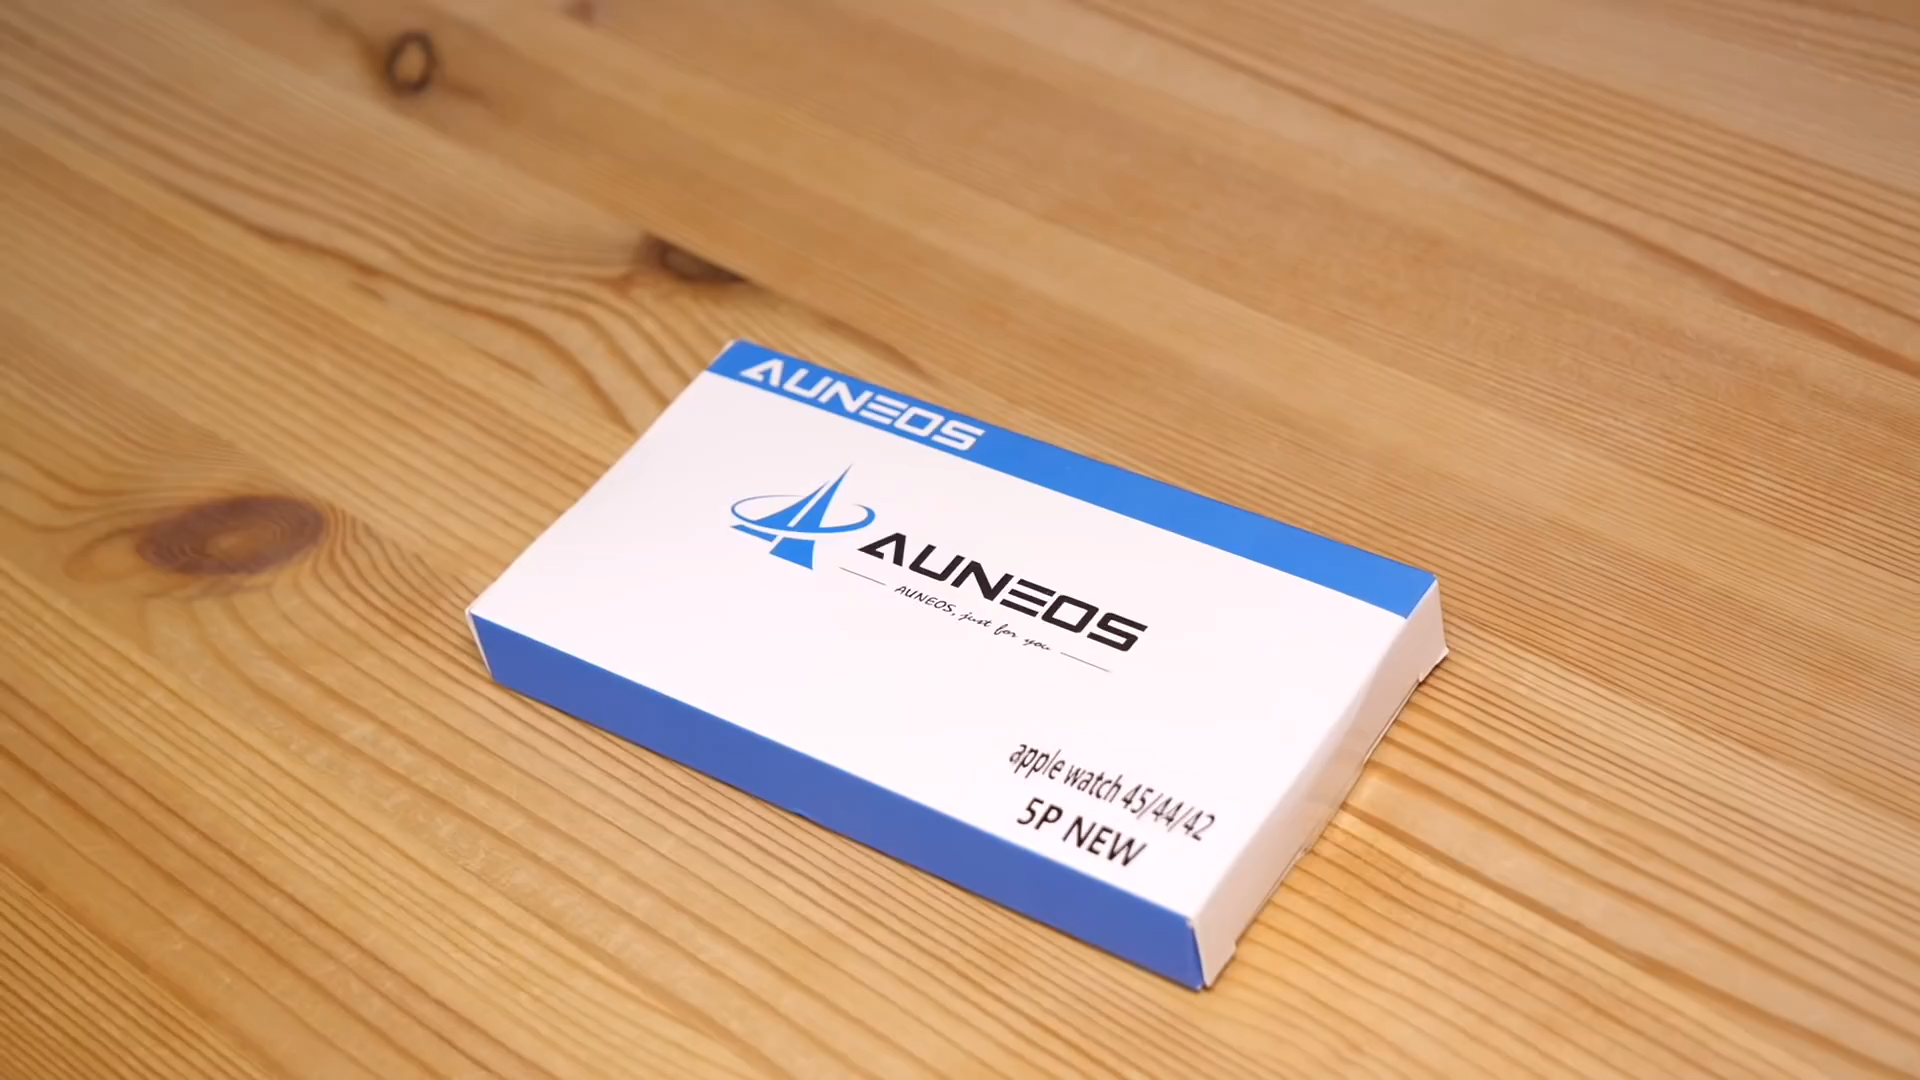 AUNEOS
AUNEOS
AUNEOS, just for you
apple watch 45/44/42
5P NEW